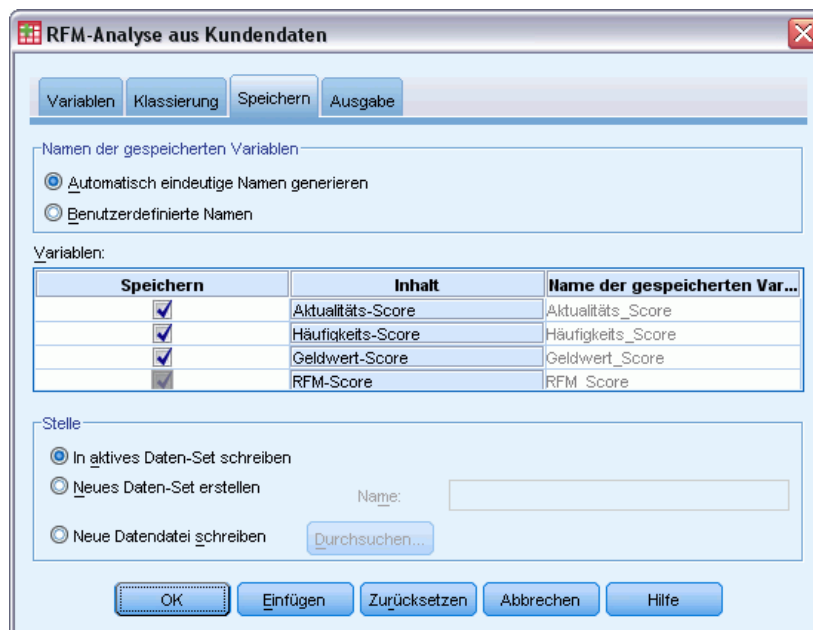 RFM-Analyse aus Kundendaten
Variablen Klassierung Speichern Ausgabe
Namen der gespeicherten Variablen
Automatisch eindeutige Namen generieren
Benutzerdefinierte Namen
Variablen:
Speichern Inhalt Name der gespeicherten Var...
Aktualitäts-Score Aktualitäts_Score
Häufigkeits-Score Häufigkeits_Score
Geldwert-Score Geldwert_Score
RFM-Score RFM_Score
Stelle
In aktives Daten-Set schreiben
Neues Daten-Set erstellen
Name:
Neue Datendatei schreiben Durchsuchen...
OK Einfügen Zurücksetzen Abbrechen Hilfe